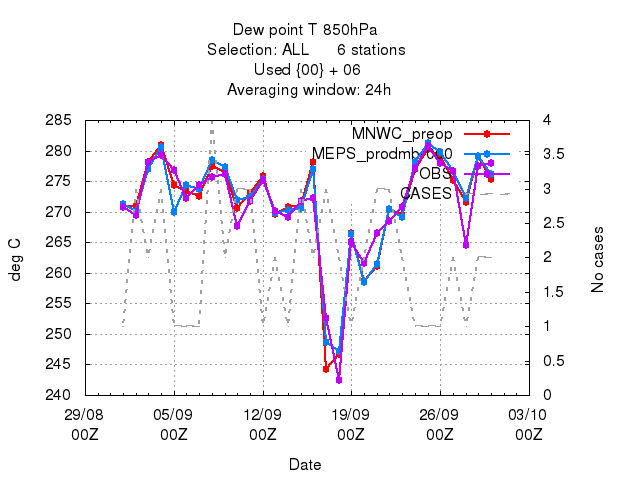 Dew point T 850hPa
Selection: ALL 6 stations
Used {00} + 06
Averaging window: 24h
285
280
275
270
265
260
255
250
245
240
4
3.5
3
2.5
2
1.5
1
0.5
0
MNWC_preop
OBS
CASES
deg C
No cases
29/08 05/09 12/09 19/09 26/09 03/10
00Z 00Z 00Z 00Z 00Z 00Z
Date